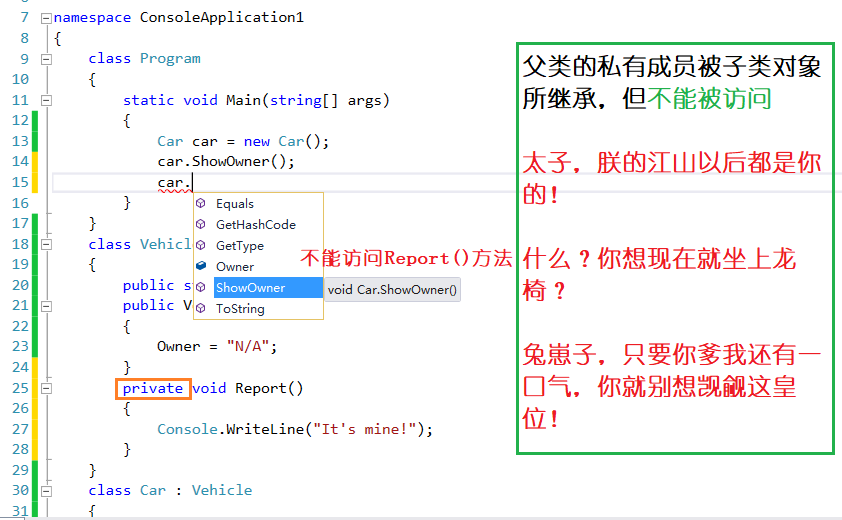 7 namespace ConsoleApplication1
8 {
9 class Program
10 {
11 static void Main(string[] args)
12 {
13 Car car = new Car();
14 car.ShowOwner();
15 car.
16 }
17 }
18 class Vehicle
19 {
20 public st
21 public V
22 {
23 Owner = "N/A";
24 }
25 private void Report()
26 {
27 Console.WriteLine("It's mine!");
28 }
29 }
30 class Car : Vehicle
31 {
Equals
GetHashCode
GetType
Owner
ShowOwner
ToString
void Car.ShowOwner()
不能访问Report()方法
父类的私有成员被子类对象
所继承，但不能被访问
太子，朕的江山以后都是你
的！
什么？你想现在就坐上龙
椅？
兔崽子，只要你爹我还有一
口气，你就别想觊觎这皇
位！